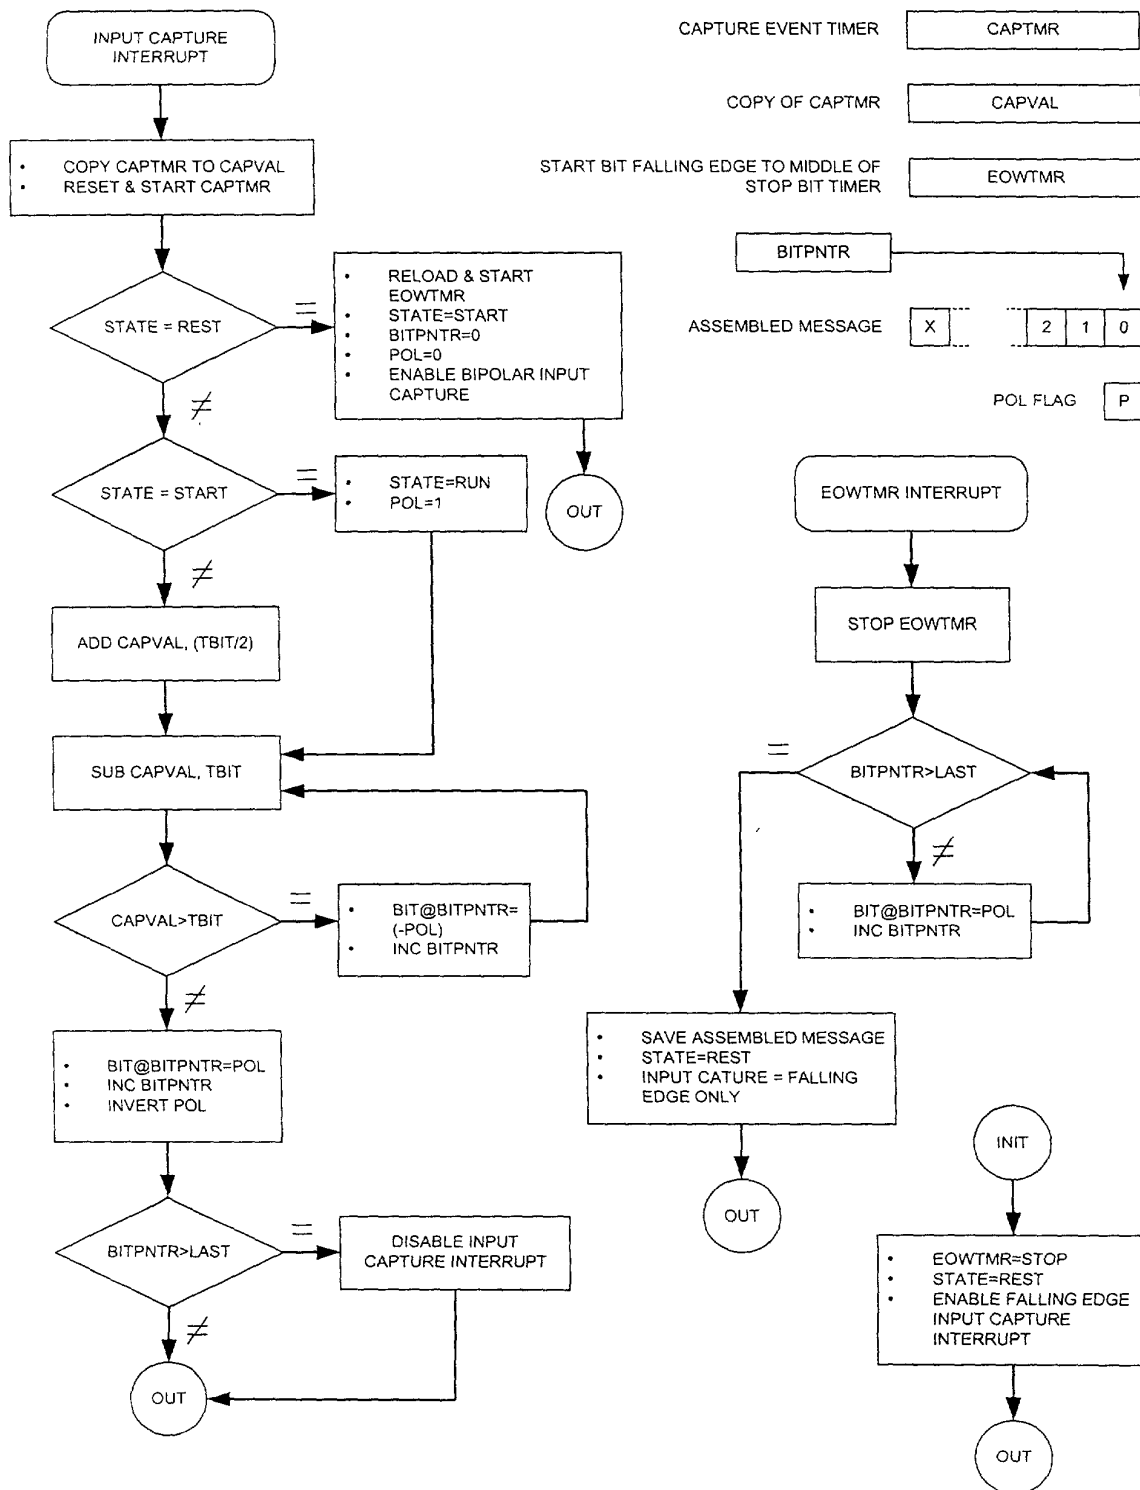 INPUT CAPTURE
INTERRUPT
• COPY CAPTMR TO CAPVAL
• RESET & START CAPTMR
STATE = REST
=
≠
• RELOAD & START
EOWTMR
• STATE=START
• BITPNTR=0
• POL=0
• ENABLE BIPOLAR INPUT
CAPTURE
OUT
STATE = START
=
≠
• STATE=RUN
• POL=1
ADD CAPVAL, (TBIT/2)
SUB CAPVAL, TBIT
CAPVAL>TBIT
=
≠
• BIT@BITPNTR=
(-POL)
• INC BITPNTR
• BIT@BITPNTR=POL
• INC BITPNTR
• INVERT POL
BITPNTR>LAST
=
≠
DISABLE INPUT
CAPTURE INTERRUPT
OUT
CAPTURE EVENT TIMER
CAPTMR
COPY OF CAPTMR
CAPVAL
START BIT FALLING EDGE TO MIDDLE OF
STOP BIT TIMER
EOWTMR
BITPNTR
ASSEMBLED MESSAGE
X 2 1 0
POL FLAG
P
EOWTMR INTERRUPT
STOP EOWTMR
BITPNTR>LAST
=
≠
• BIT@BITPNTR=POL
• INC BITPNTR
• SAVE ASSEMBLED MESSAGE
• STATE=REST
• INPUT CATURE = FALLING
EDGE ONLY
OUT
INIT
• EOWTMR=STOP
• STATE=REST
• ENABLE FALLING EDGE
INPUT CAPTURE
INTERRUPT
OUT